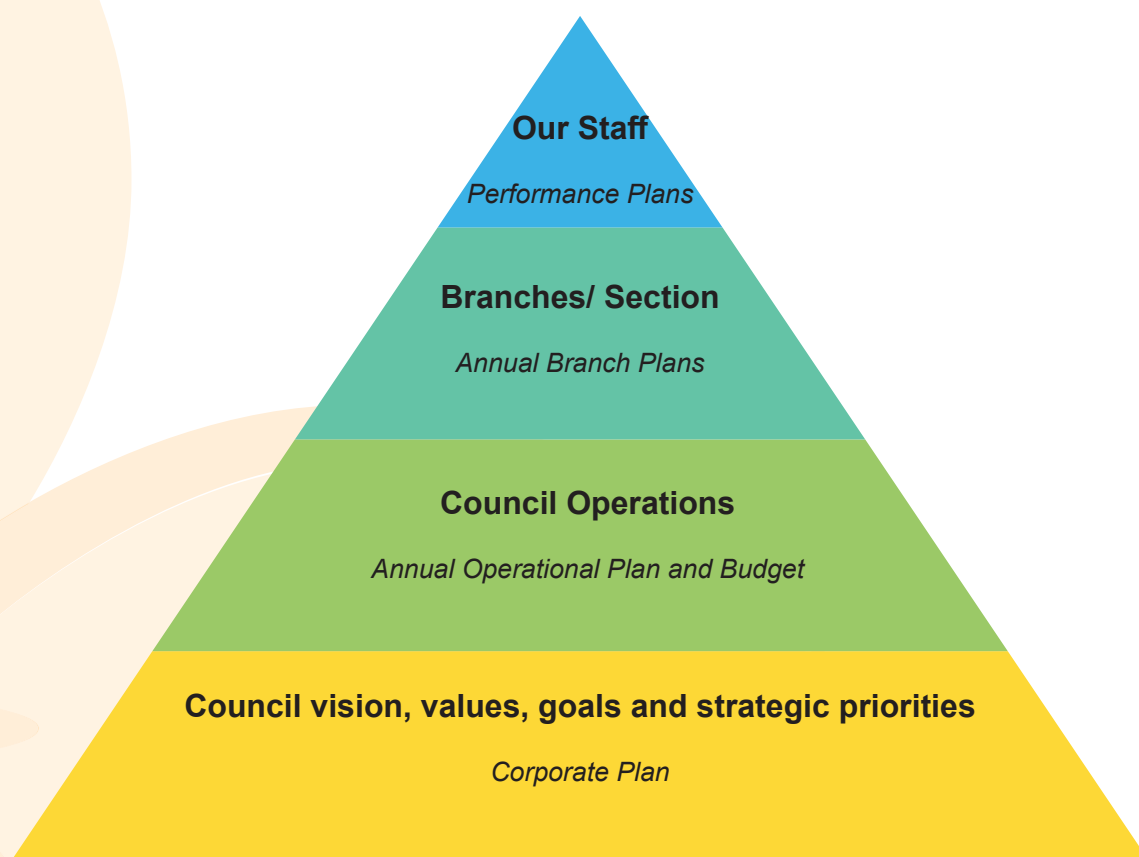 Our Staff
Performance Plans
Branches/ Section
Annual Branch Plans
Council Operations
Annual Operational Plan and Budget
Council vision, values, goals and strategic priorities
Corporate Plan